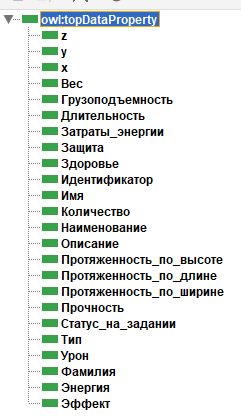 owl:topDataProperty
z
y
x
Вес
Грузоподъемность
Длительность
Затраты_энергии
Защита
Здоровье
Идентификатор
Имя
Количество
Наименование
Описание
Протяженность_по_высоте
Протяженность_по_длине
Протяженность_по_ширине
Прочность
Статус_на_задании
Тип
Урон
Фамилия
Энергия
Эффект